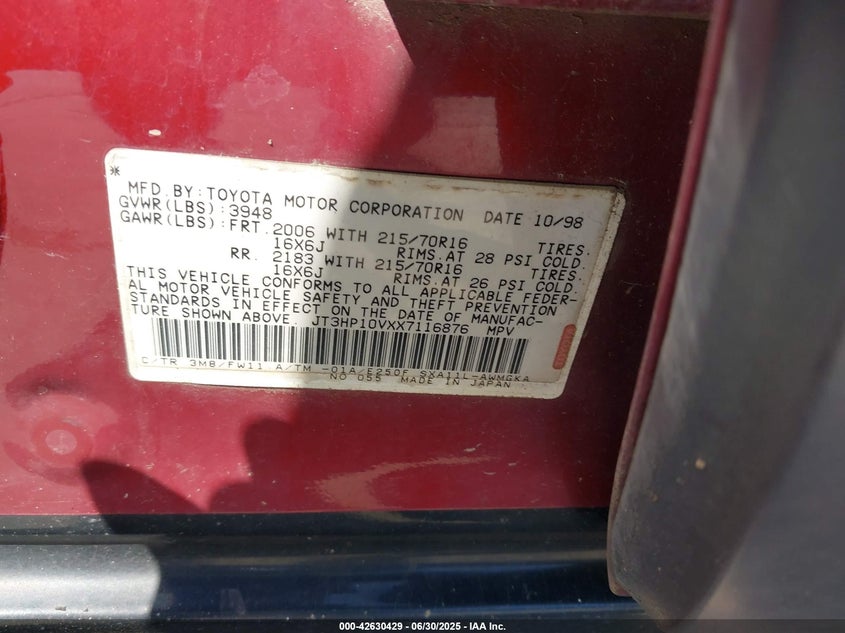 *
MFD.BY:TOYOTA MOTOR CORPORATION DATE 10/98
GVWR(LBS):3948
GAWR(LBS):FRT.2006 WITH 215/70R16 TIRES.
16X6J RIMS.AT 28 PSI COLD
RR. 2183 WITH 215/70R16 TIRES.
16X6J RIMS.AT 26 PSI COLD.
THIS VEHICLE CONFORMS TO ALL APPLICABLE FEDER-
AL MOTOR VEHICLE SAFETY AND THEFT PREVENTION
STANDARDS IN EFFECT ON THE DATE OF MANUFAC-
TURE SHOWN ABOVE. JT3HP10VXX7116876 MPV
C/TR 3M8/FW11 A/TM -01A/E250F SXA11L-AWMGKA
NO 055 MADE IN JAPAN
000-42630429 - 06/30/2025 - IAA Inc.